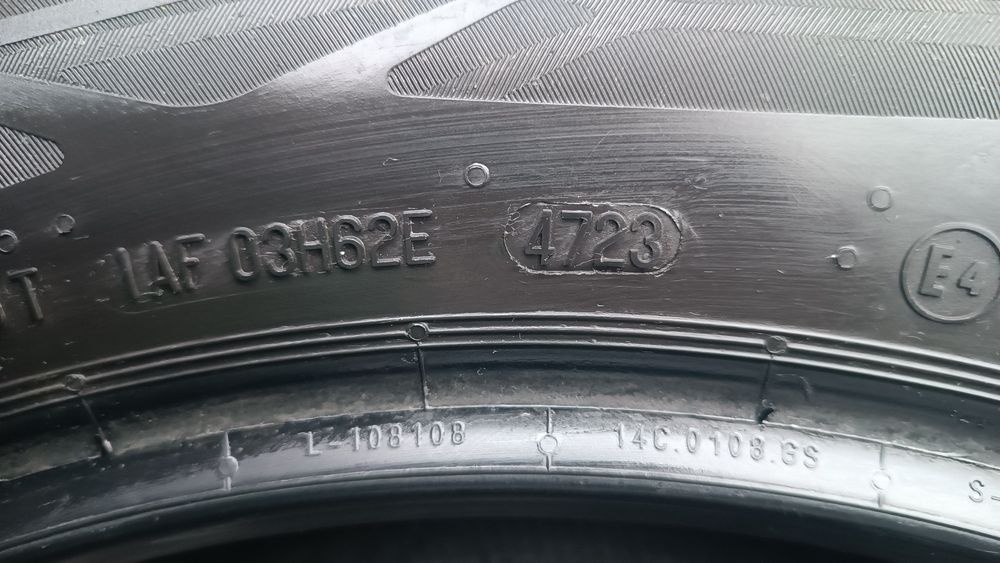 LAF 03H62E 4723 E4
L-108108 14C.0108.GS S-